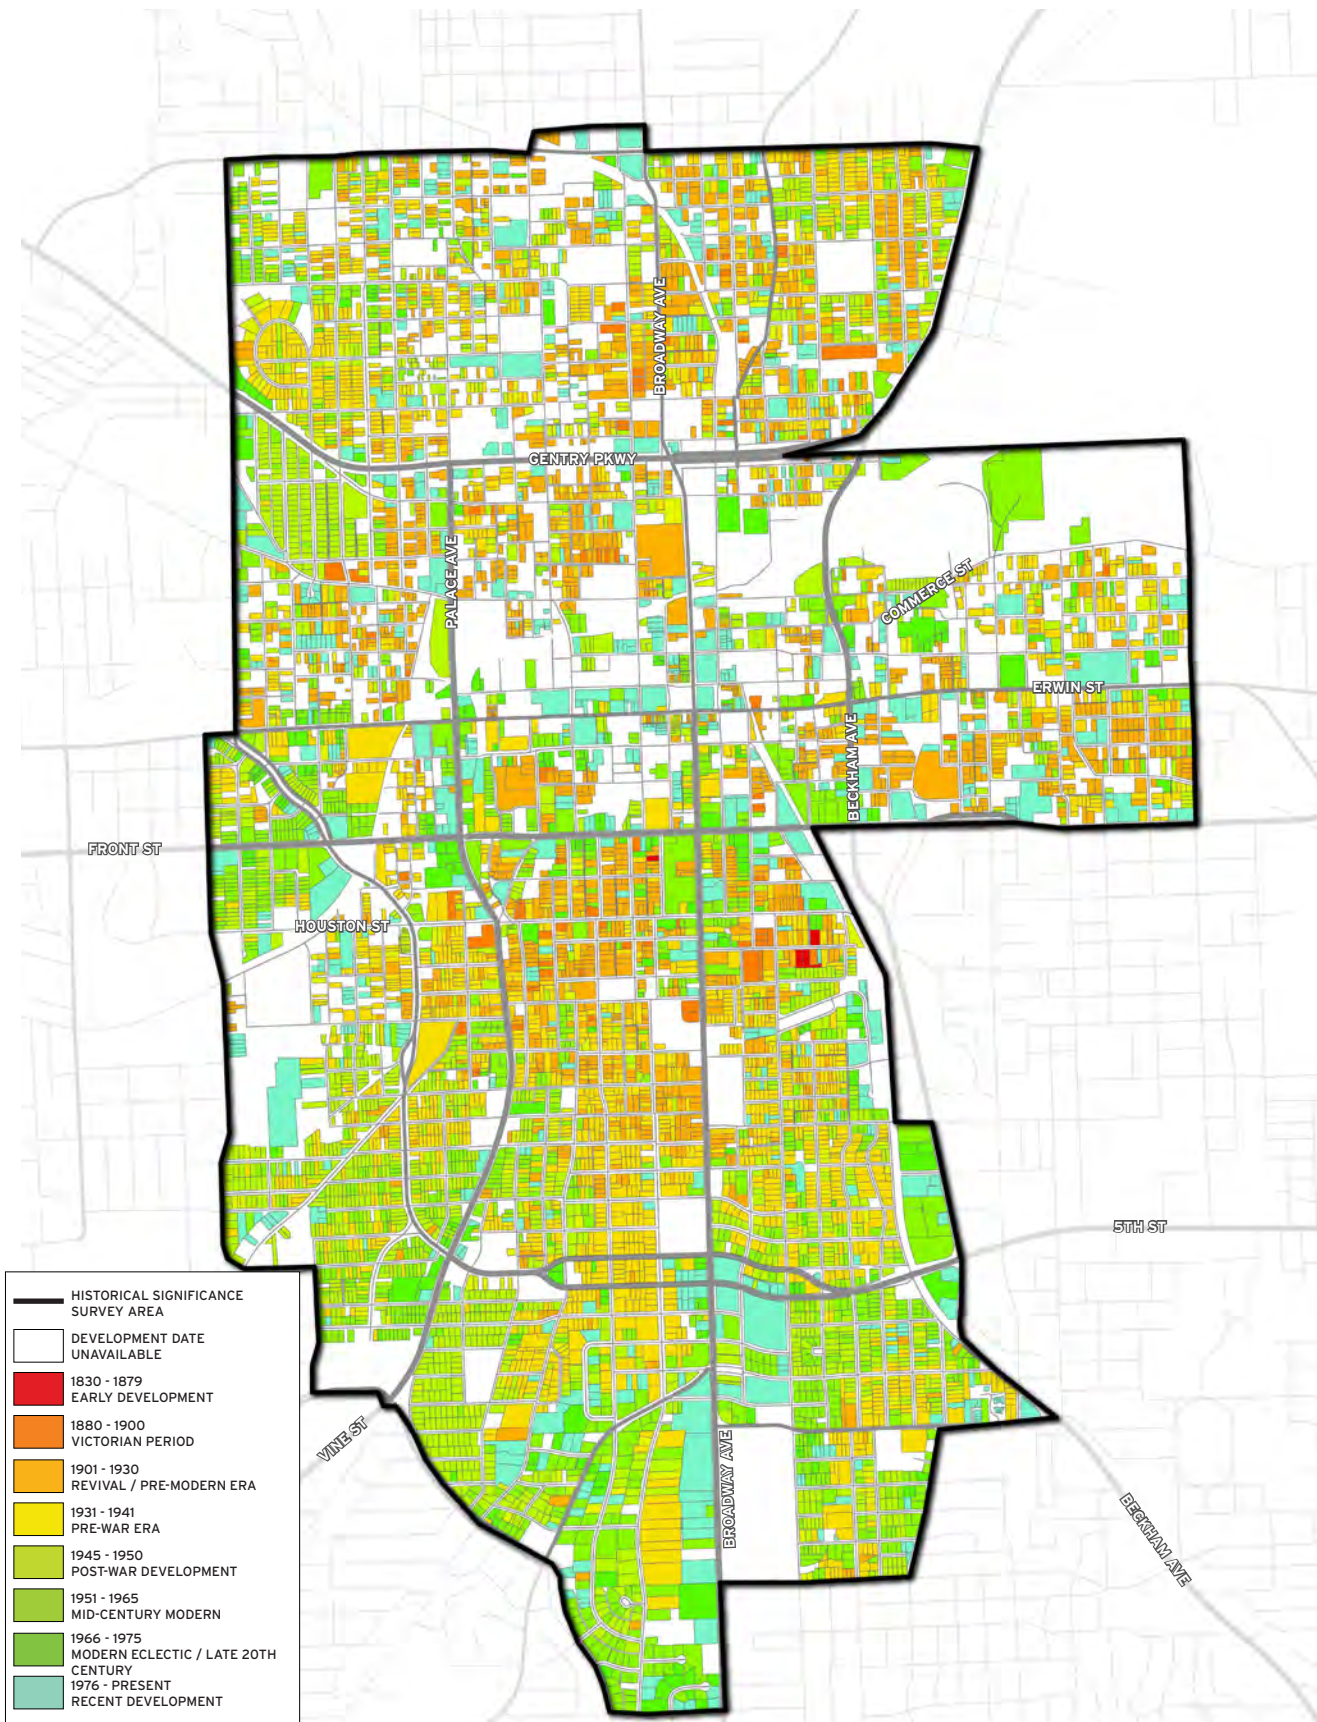 BROADWAY AVE
GENTRY PKWY
PALACE AVE
COMMERCE ST
ERWIN ST
BECKHAM AVE
FRONT ST
HOUSTON ST
5TH ST
VINE ST
BROADWAY AVE
BECKHAM AVE
HISTORICAL SIGNIFICANCE
SURVEY AREA
DEVELOPMENT DATE
UNAVAILABLE
1830 - 1879
EARLY DEVELOPMENT
1880 - 1900
VICTORIAN PERIOD
1901 - 1930
REVIVAL / PRE-MODERN ERA
1931 - 1941
PRE-WAR ERA
1945 - 1950
POST-WAR DEVELOPMENT
1951 - 1965
MID-CENTURY MODERN
1966 - 1975
MODERN ECLECTIC / LATE 20TH
CENTURY
1976 - PRESENT
RECENT DEVELOPMENT